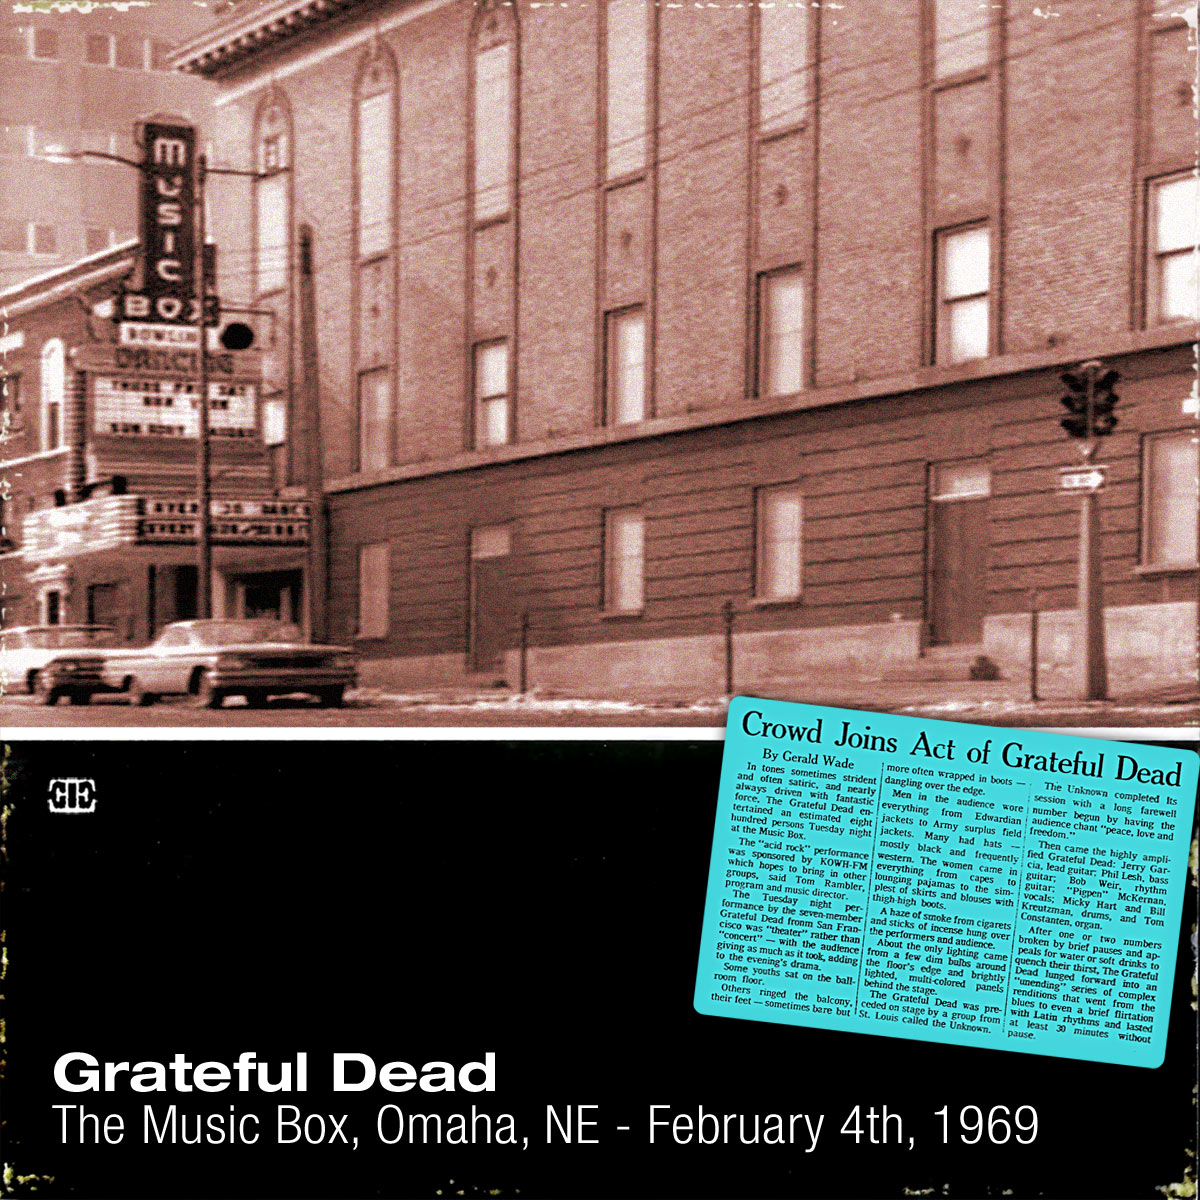 MUSIC
BOX
BOWLING
DANCING
THURS FRI SAT
Crowd Joins Act of Grateful Dead
By Gerald Wade
In tones sometimes strident
and often satiric, and nearly
always driven with fantastic
force, The Grateful Dead en-
tertained an estimated eight
hundred persons Tuesday night
at the Music Box.
The "acid rock" performance
was sponsored by KOWH-FM
which hopes to bring in other
groups, said Tom Rambler,
program and music director.
The Tuesday night per-
formance by the seven-member
Grateful Dead fronm San Fran-
cisco was "theater" rather than
"concert" — with the audience
giving as much as it took, adding
to the evening's drama.
Some youths sat on the ball-
room floor.
Others ringed the balcony,
their feet — sometimes bare but
more often wrapped in boots —
dangling over the edge.
Men in the audience wore
everything from Edwardian
jackets to Army surplus field
jackets. Many had hats —
mostly black and frequently
western. The women came in
everything from capes to
lounging pajamas to the sim-
plest of skirts and blouses with
thigh-high boots.
A haze of smoke from cigarets
and sticks of incense hung over
the performers and audience.
About the only lighting came
from a few dim bulbs around
the floor's edge and brightly
lighted, multi-colored panels
behind the stage.
The Grateful Dead was pre-
ceded on stage by a group from
St. Louis called the Unknown.
The Unknown completed its
session with a long farewell
number begun by having the
audience chant "peace, love and
freedom."
Then came the highly ampli-
fied Grateful Dead: Jerry Gar-
cia, lead guitar; Phil Lesh, bass
guitar; Bob Weir, rhythm
guitar; "Pigpen" McKernan,
vocals; Micky Hart and Bill
Kreutzman, drums, and Tom
Constanten, organ.
After one or two numbers
broken by brief pauses and ap-
peals for water or soft drinks to
quench their thirst, The Grateful
Dead lunged forward into an
"unending" series of complex
renditions that went from the
blues to even a brief flirtation
with Latin rhythms and lasted
at least 30 minutes without
pause.
Grateful Dead
The Music Box, Omaha, NE - February 4th, 1969